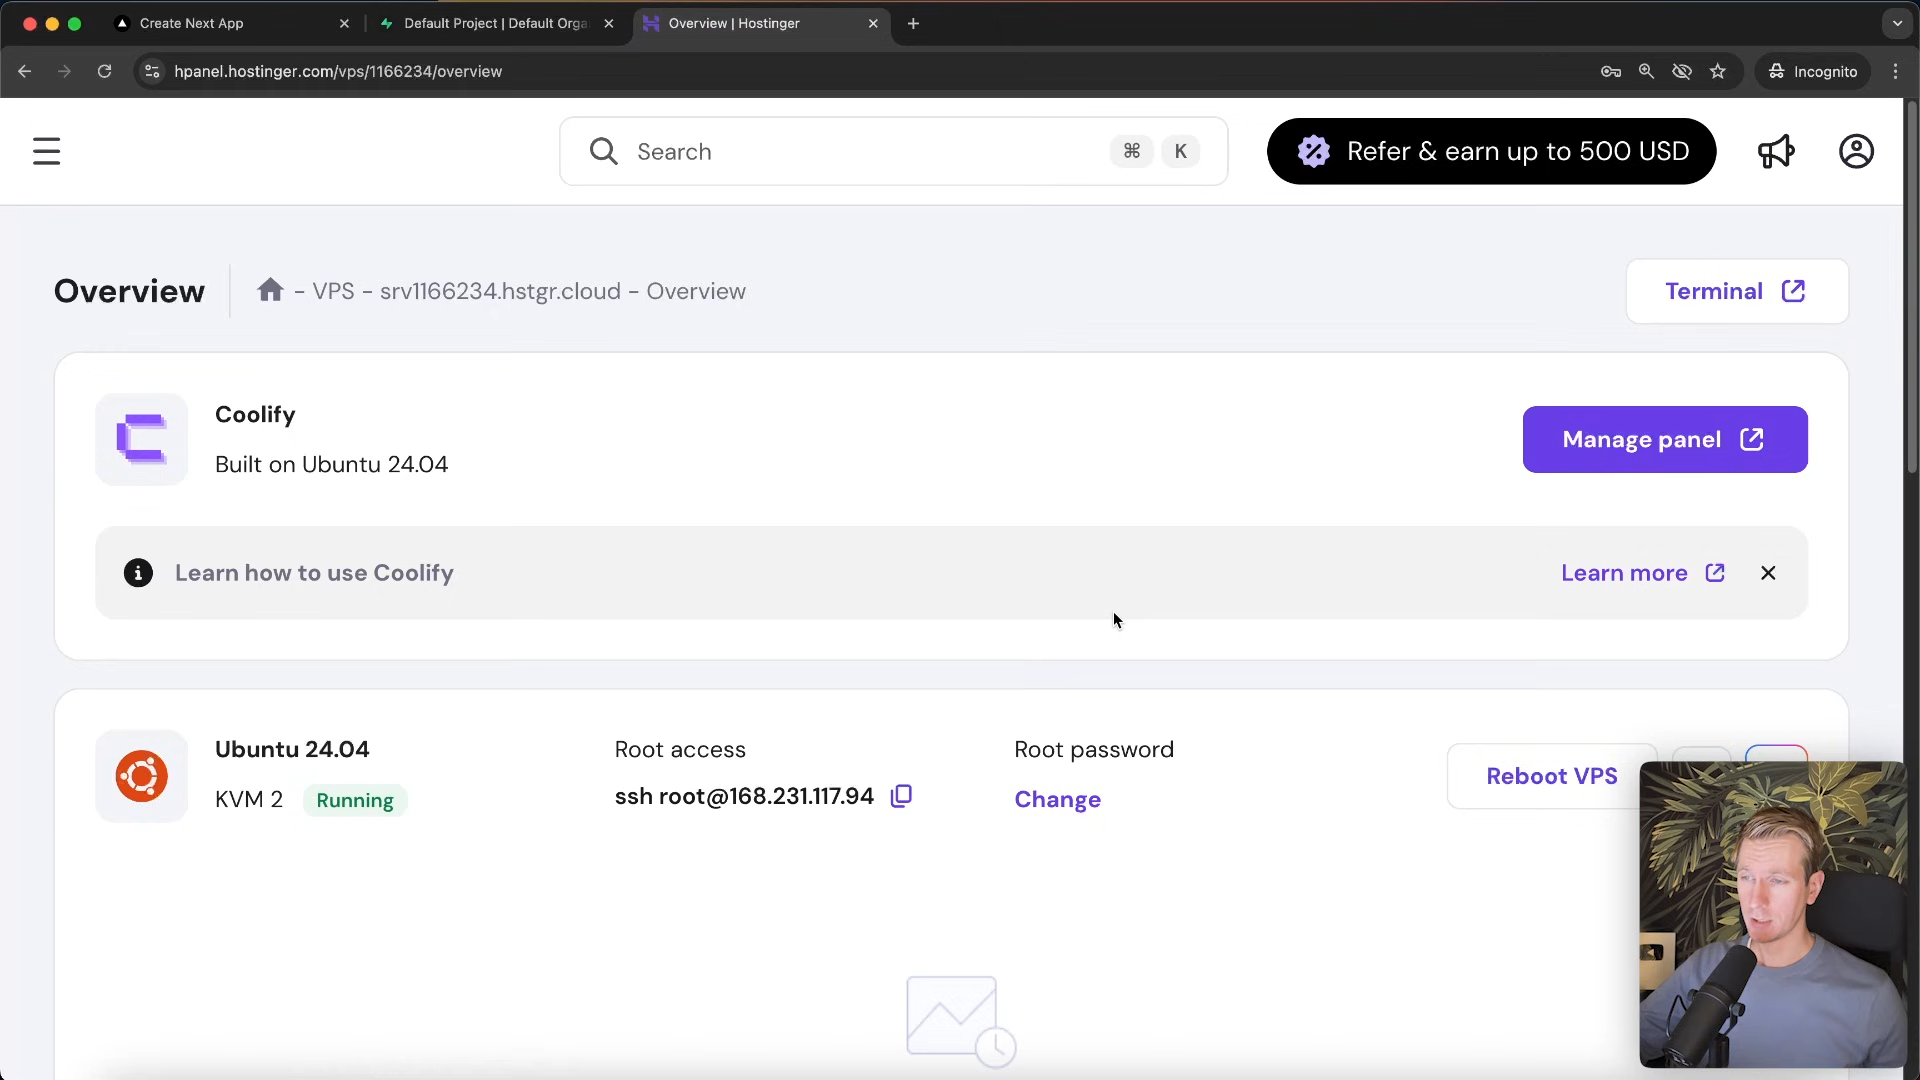 Create Next App
Default Project | Default Orga
Overview | Hostinger
hpanel.hostinger.com/vps/1166234/overview
Incognito
Search
⌘ K
Refer & earn up to 500 USD
Overview
- VPS - srv1166234.hstgr.cloud - Overview
Terminal
Coolify
Built on Ubuntu 24.04
Manage panel
Learn how to use Coolify
Learn more
Ubuntu 24.04
KVM 2
Running
Root access
ssh root@168.231.117.94
Root password
Change
Reboot VPS